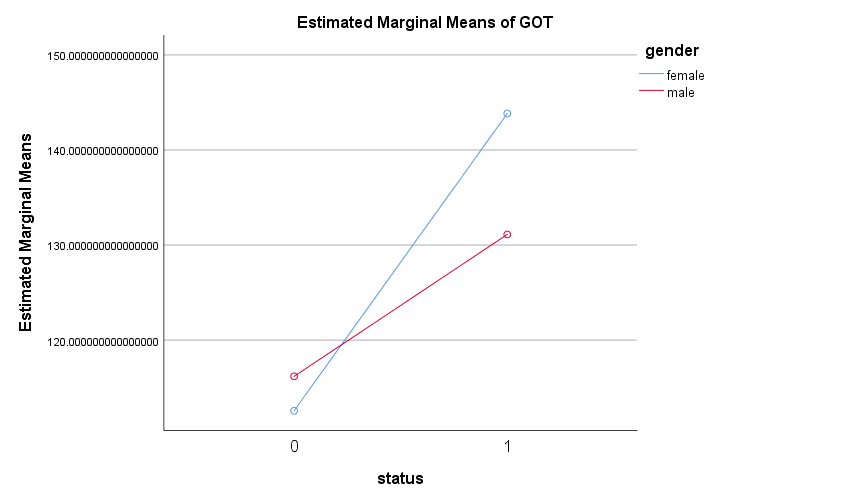 Estimated Marginal Means of GOT
gender
female
male
Estimated Marginal Means
150.000000000000000
140.000000000000000
130.000000000000000
120.000000000000000
0
1
status